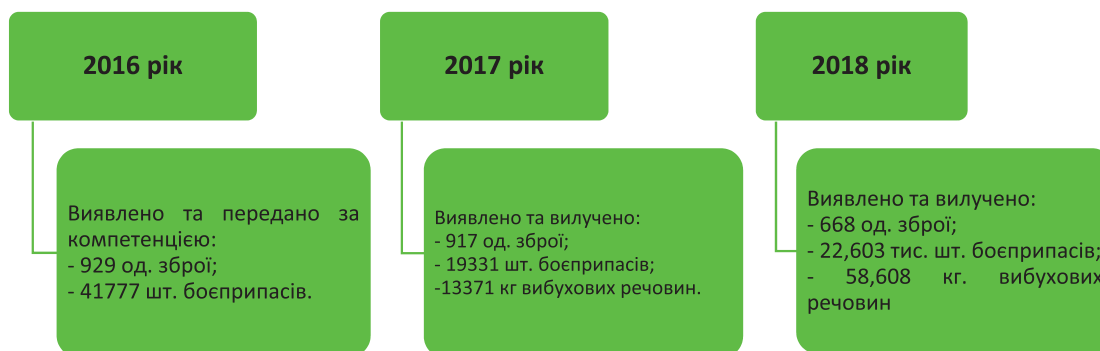 2016 рік
Виявлено та передано за
компетенцією:
- 929 од. зброї;
- 41777 шт. боєприпасів.
2017 рік
Виявлено та вилучено:
- 917 од. зброї;
- 19331 шт. боєприпасів;
-13371 кг вибухових речовин.
2018 рік
Виявлено та вилучено:
- 668 од. зброї;
- 22,603 тис. шт. боєприпасів;
- 58,608 кг. вибухових
речовин